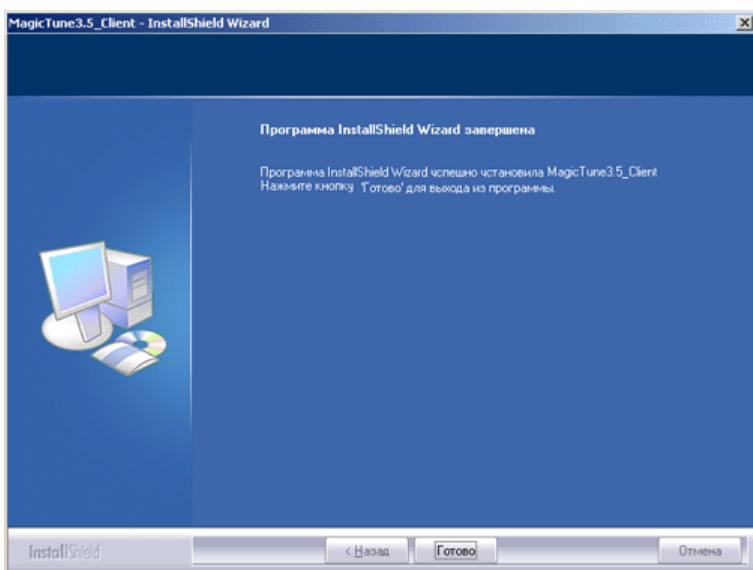 MagicTune3.5_Client - InstallShield Wizard
Программа InstallShield Wizard завершена
Программа InstallShield Wizard успешно установила MagicTune3.5_Client
Нажмите кнопку 'Готово' для выхода из программы.
InstallShield
< Назад
Готово
Отмена